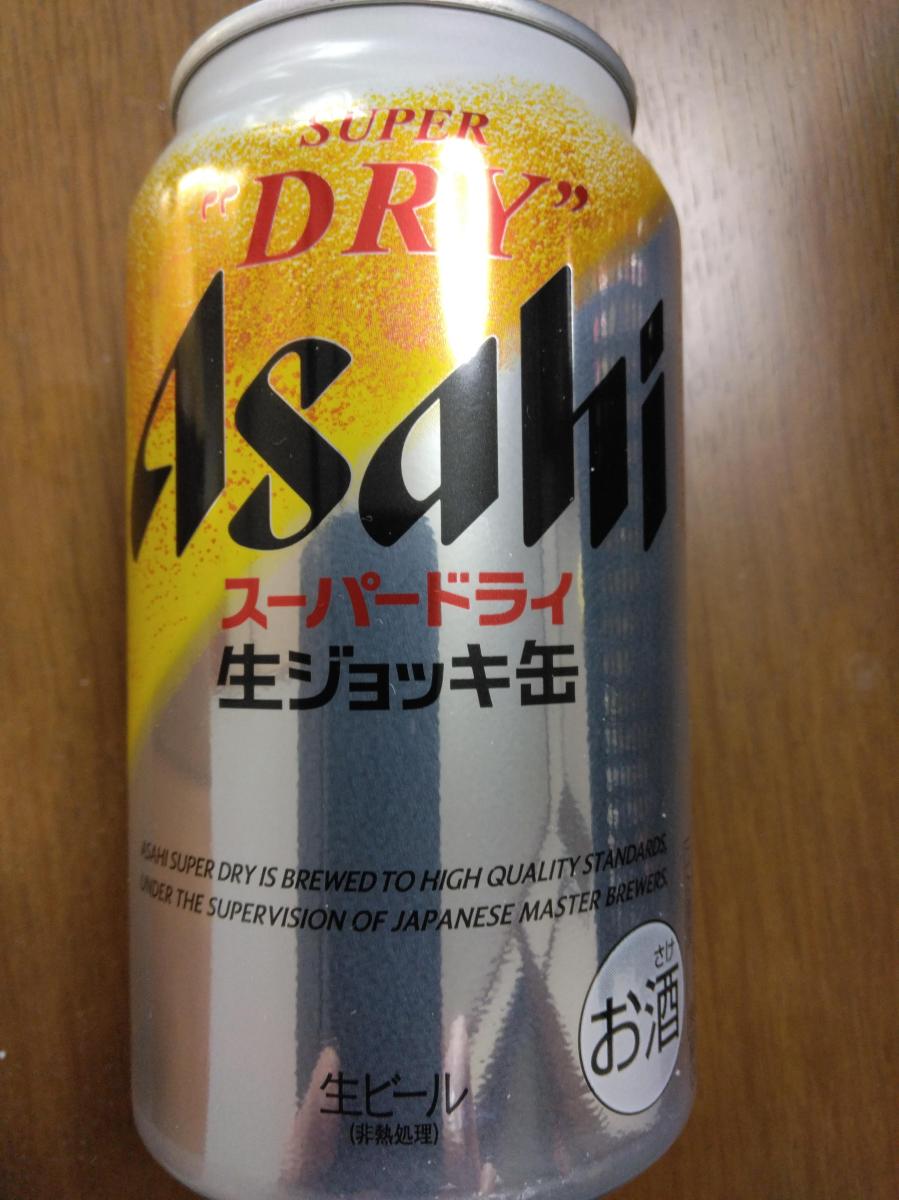 SUPER
"DRY"
Asahi
スーパードライ
生ジョッキ缶
ASAHI SUPER DRY IS BREWED TO HIGH QUALITY STANDARDS,
UNDER THE SUPERVISION OF JAPANESE MASTER BREWERS.
さけ
お酒
生ビール
(非熱処理)